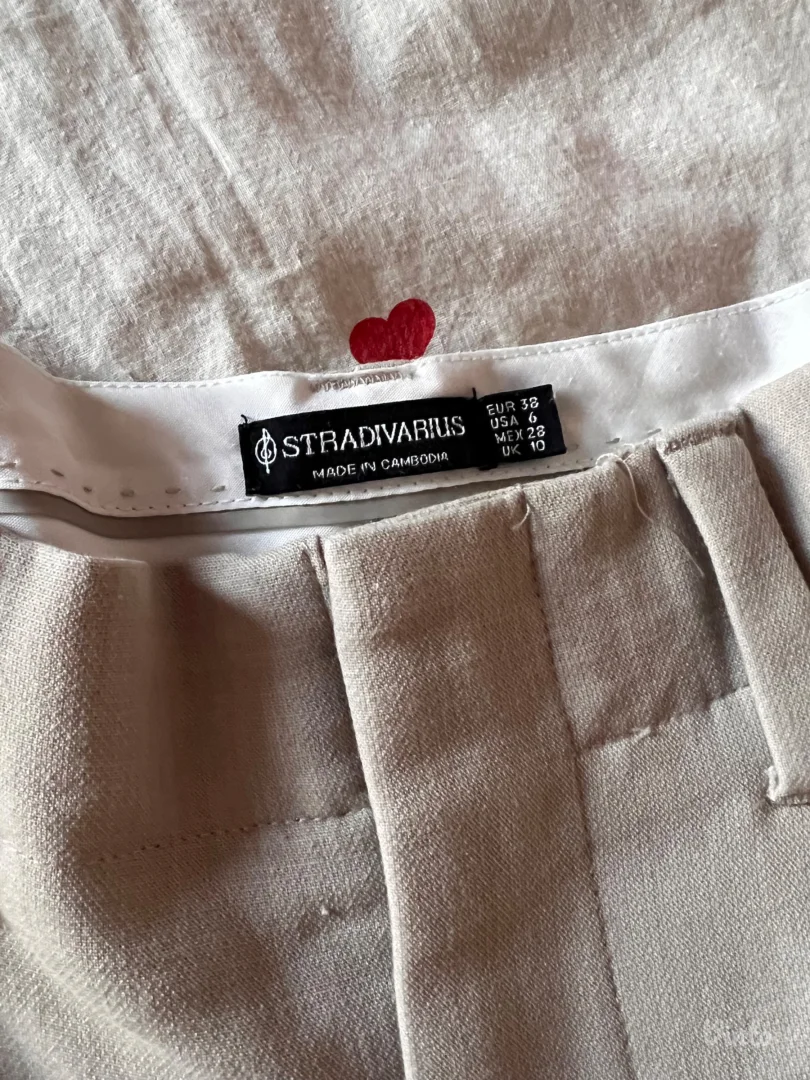 STRADIVARIUS
MADE IN CAMBODIA
EUR 38
USA 6
MEX 28
UK 10